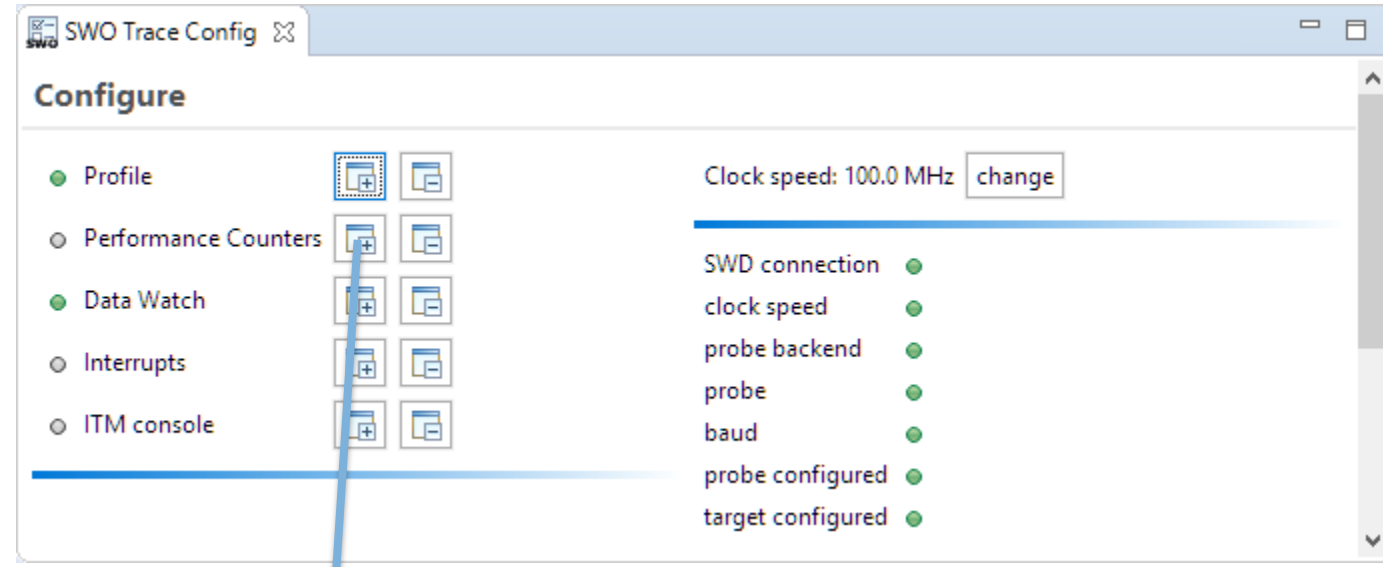 SWO SWO Trace Config
Configure
Profile
Performance Counters
Data Watch
Interrupts
ITM console
Clock speed: 100.0 MHz change
SWD connection
clock speed
probe backend
probe
baud
probe configured
target configured